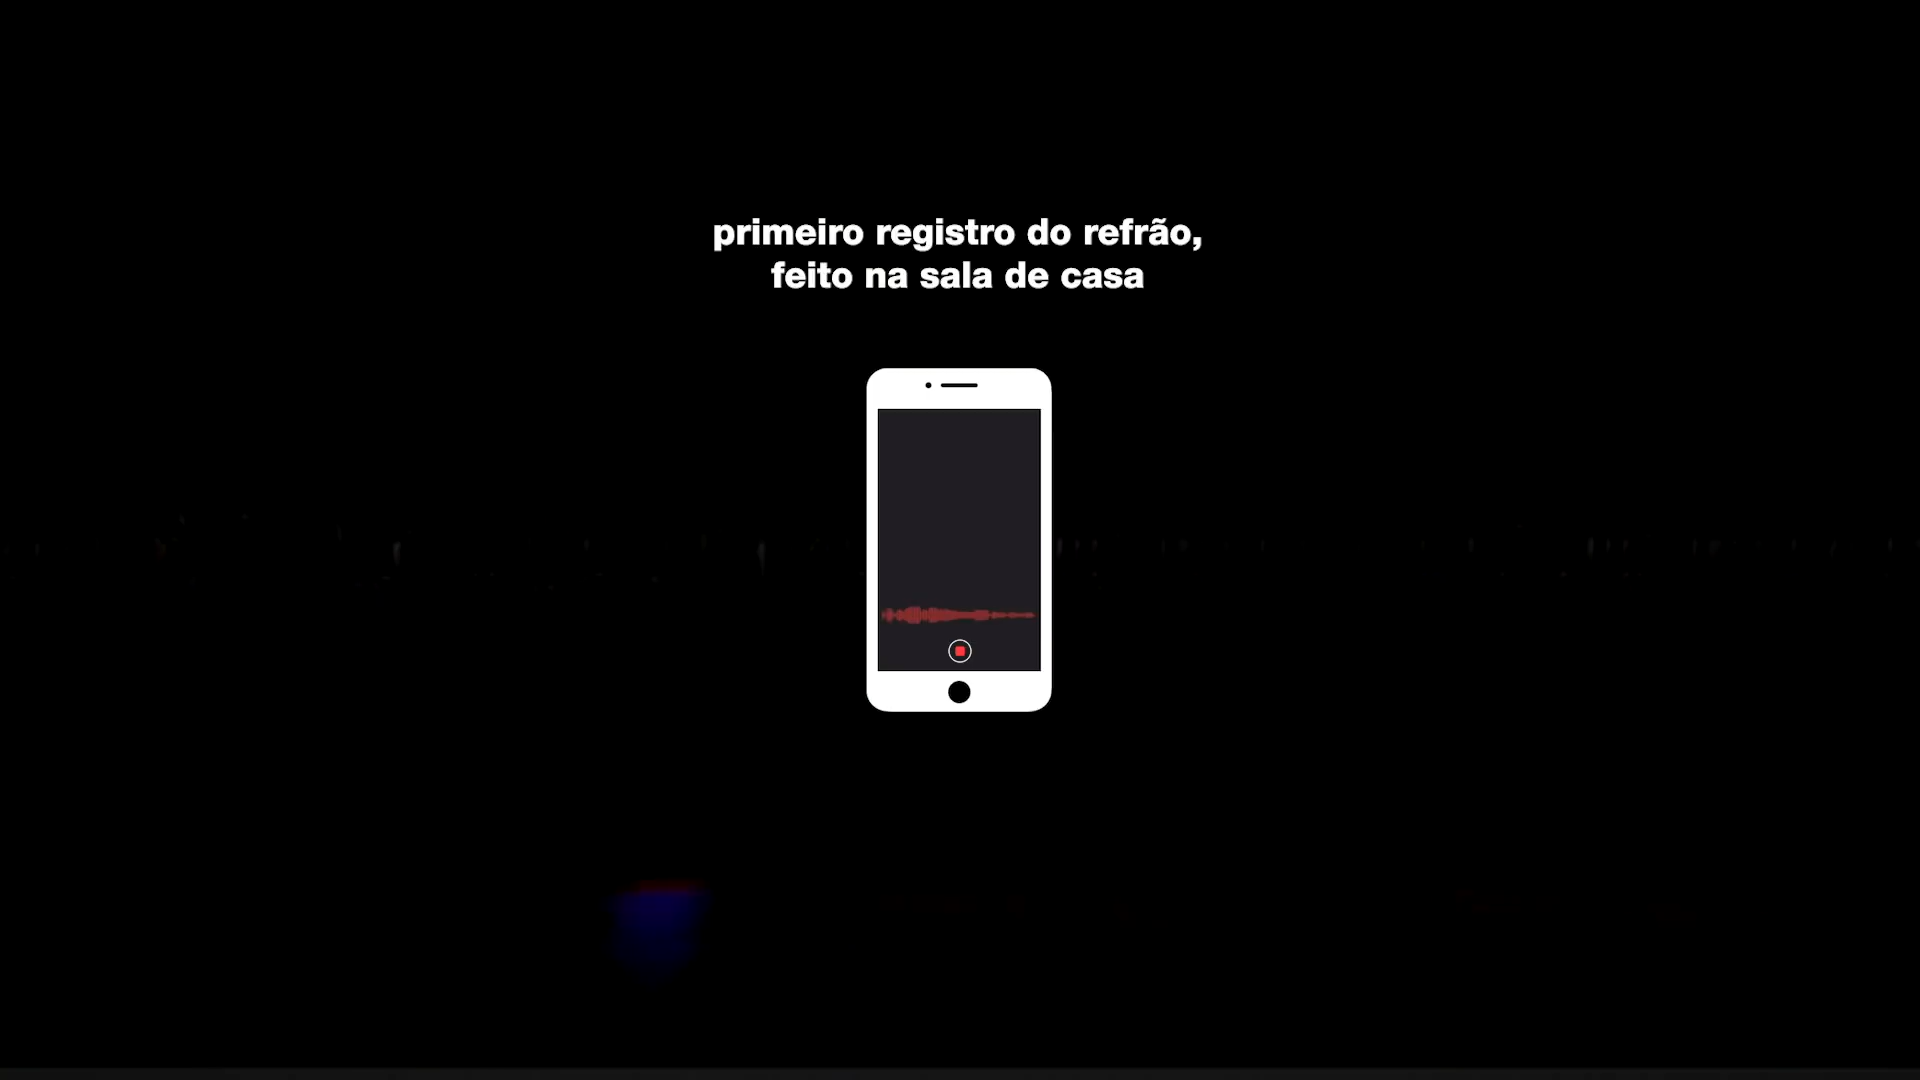 primeiro registro do refrão,
feito na sala de casa